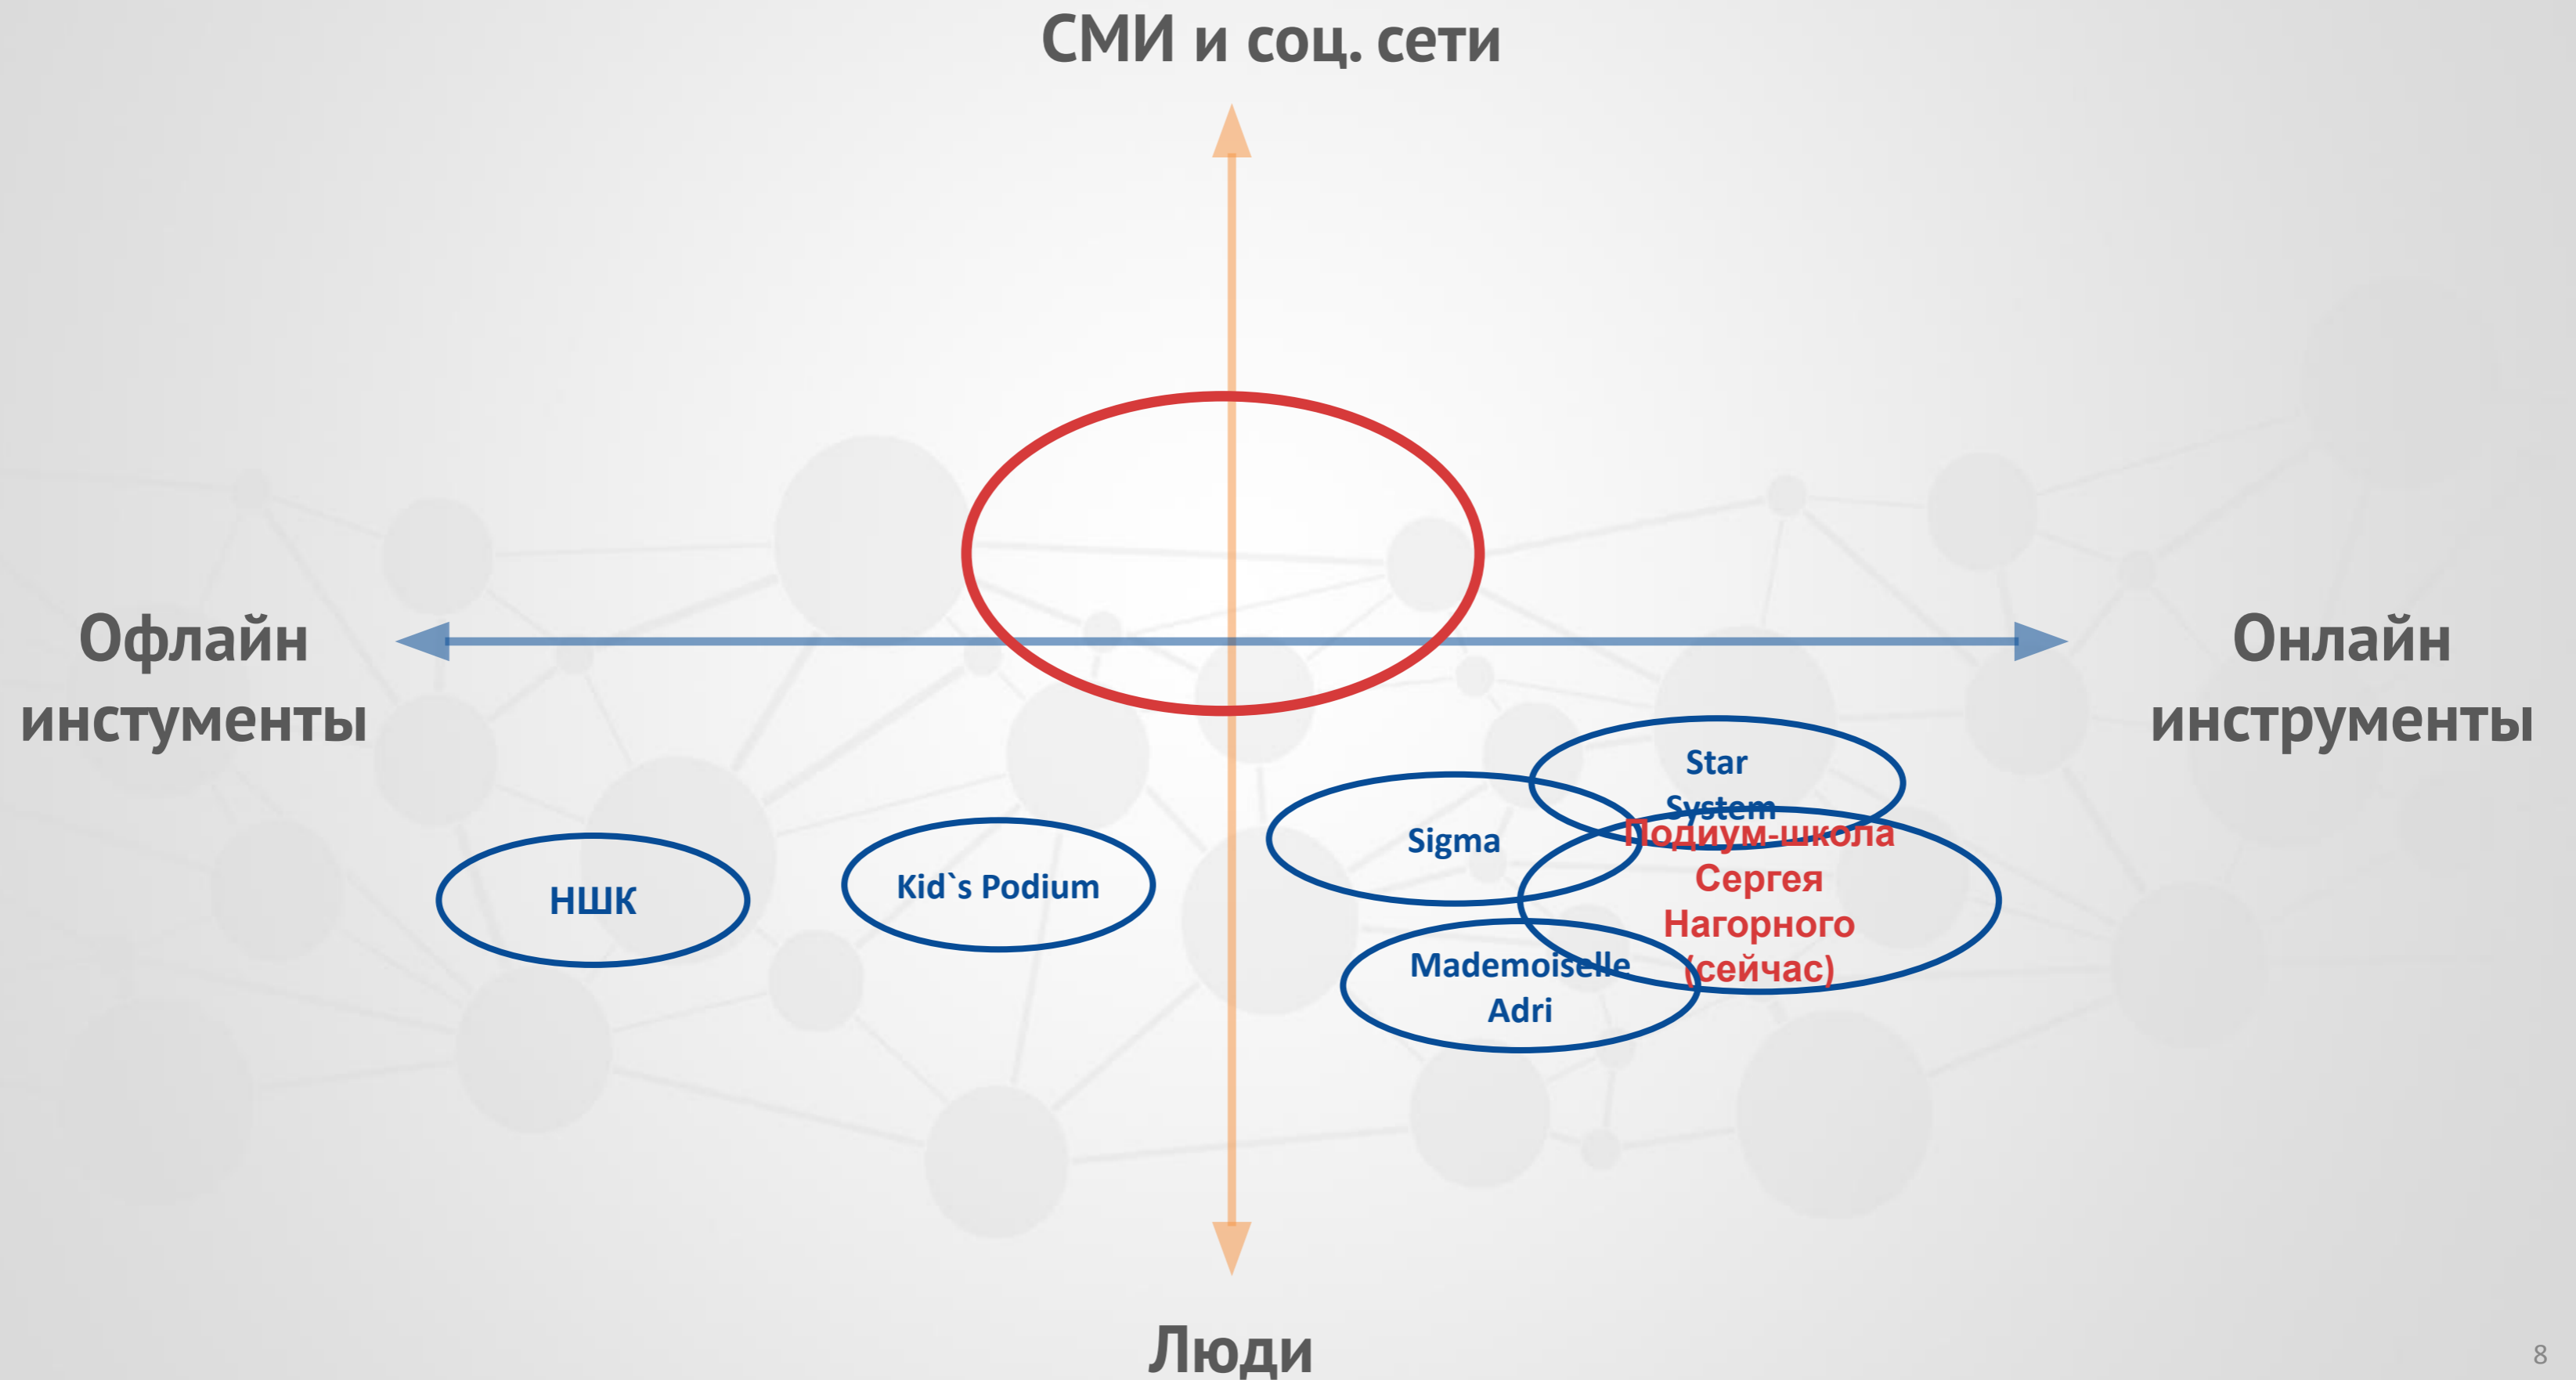 СМИ и соц. сети
Офлайн
инстументы
Онлайн
инструменты
Star
System
Sigma
Подиум-школа
Сергея
Нагорного
(сейчас)
Kid`s Podium
НШК
Mademoiselle
Adri
Люди
8